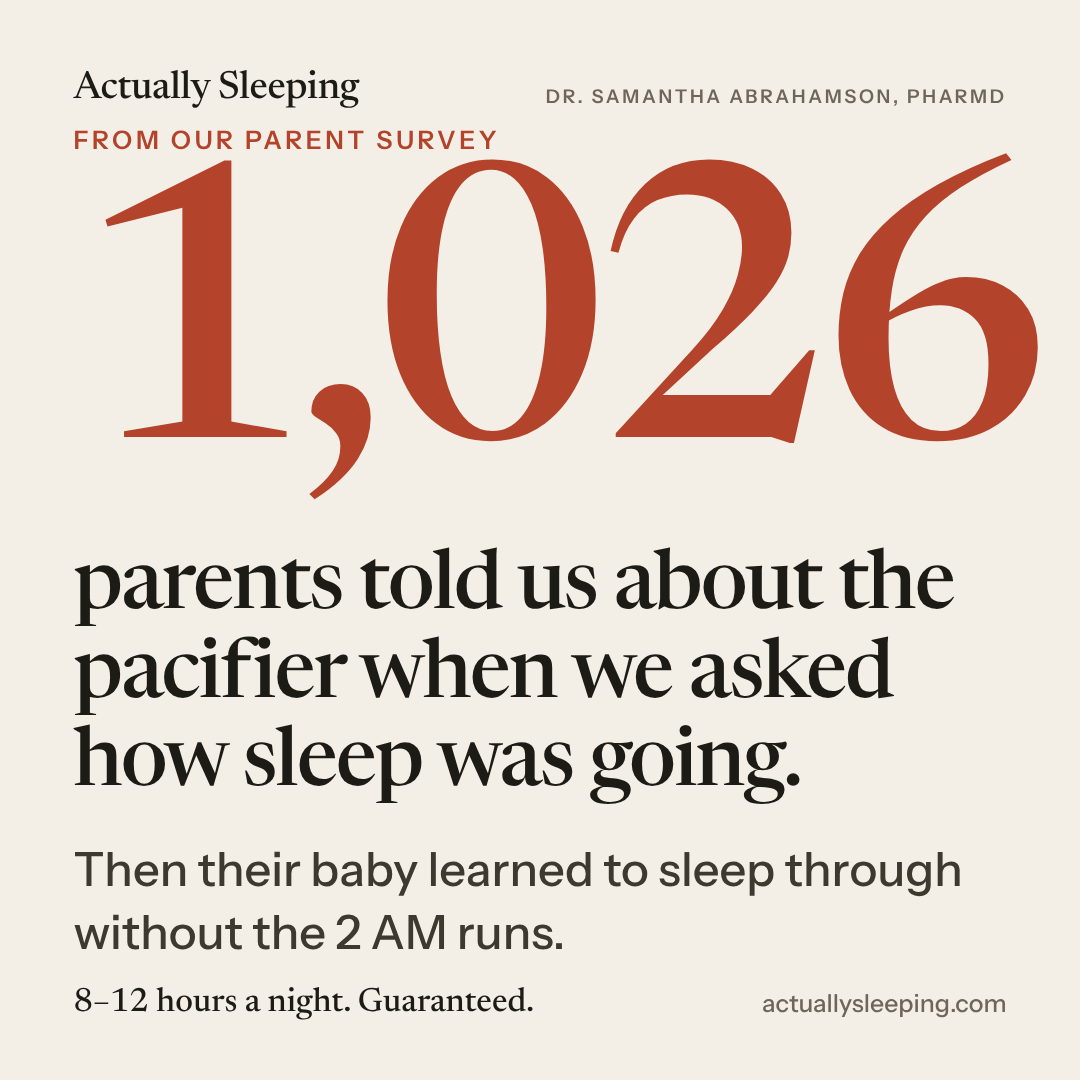 Actually Sleeping
DR. SAMANTHA ABRAHAMSON, PHARMD
FROM OUR PARENT SURVEY
1,026
parents told us about the
pacifier when we asked
how sleep was going.
Then their baby learned to sleep through
without the 2 AM runs.
8–12 hours a night. Guaranteed.
actuallysleeping.com